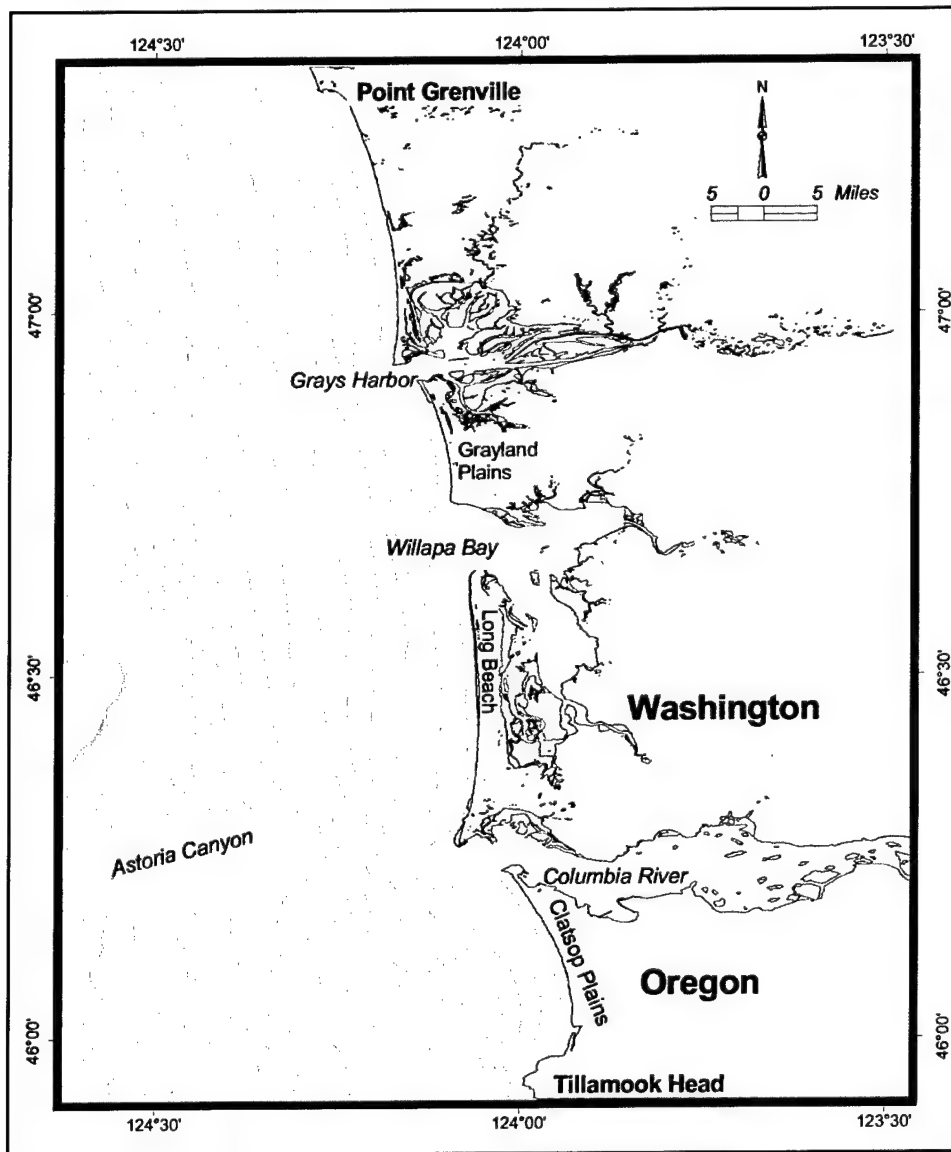 124°30'
124°00'
123°30'
Point Grenville
N
5 0 5 Miles
47°00'
47°00'
Grays Harbor
Grayland
Plains
Willapa Bay
Long Beach
46°30'
46°30'
Washington
Astoria Canyon
Columbia River
Clatsop Plains
Oregon
46°00'
46°00'
Tillamook Head
124°30'
124°00'
123°30'